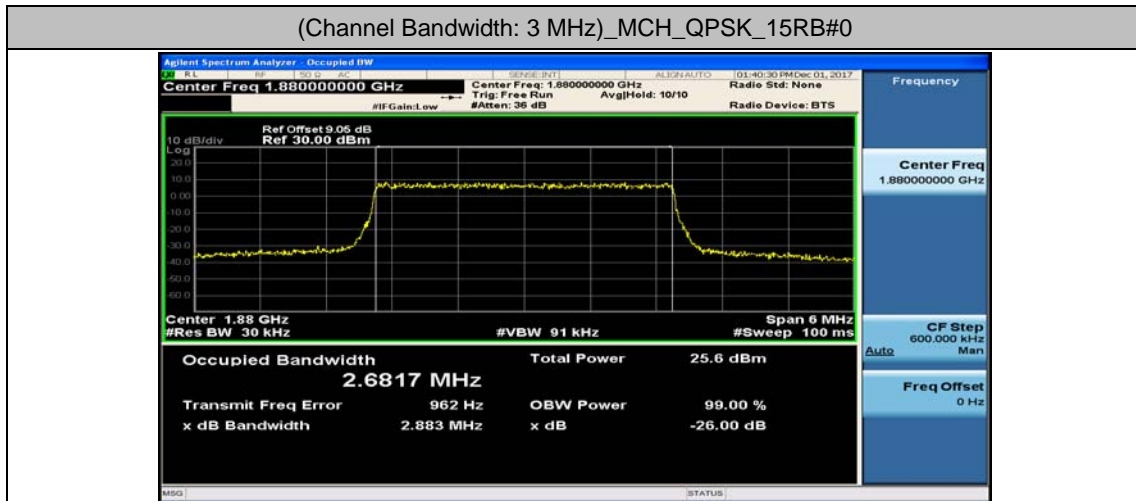 (Channel Bandwidth: 3 MHz)_MCH_QPSK_15RB#0
Agilent Spectrum Analyzer - Occupied BW
RL RF 50 Ω AC SENSE:INT ALIGN AUTO 01:40:30 PM Dec 01, 2017
Center Freq 1.880000000 GHz
Center Freq: 1.880000000 GHz
Radio Std: None
Trig: Free Run Avg|Hold: 10/10
#IFGain:Low
#Atten: 36 dB
Radio Device: BTS
Ref Offset 9.05 dB
10 dB/div Ref 30.00 dBm
Log
20.0
10.0
0.00
-10.0
-20.0
-30.0
-40.0
-50.0
-60.0
Center 1.88 GHz Span 6 MHz
#Res BW 30 kHz #VBW 91 kHz #Sweep 100 ms
Occupied Bandwidth Total Power 25.6 dBm
2.6817 MHz
Transmit Freq Error 962 Hz OBW Power 99.00 %
x dB Bandwidth 2.883 MHz x dB -26.00 dB
MSG STATUS
Frequency
Center Freq
1.880000000 GHz
CF Step
600.000 kHz
Auto Man
Freq Offset
0 Hz